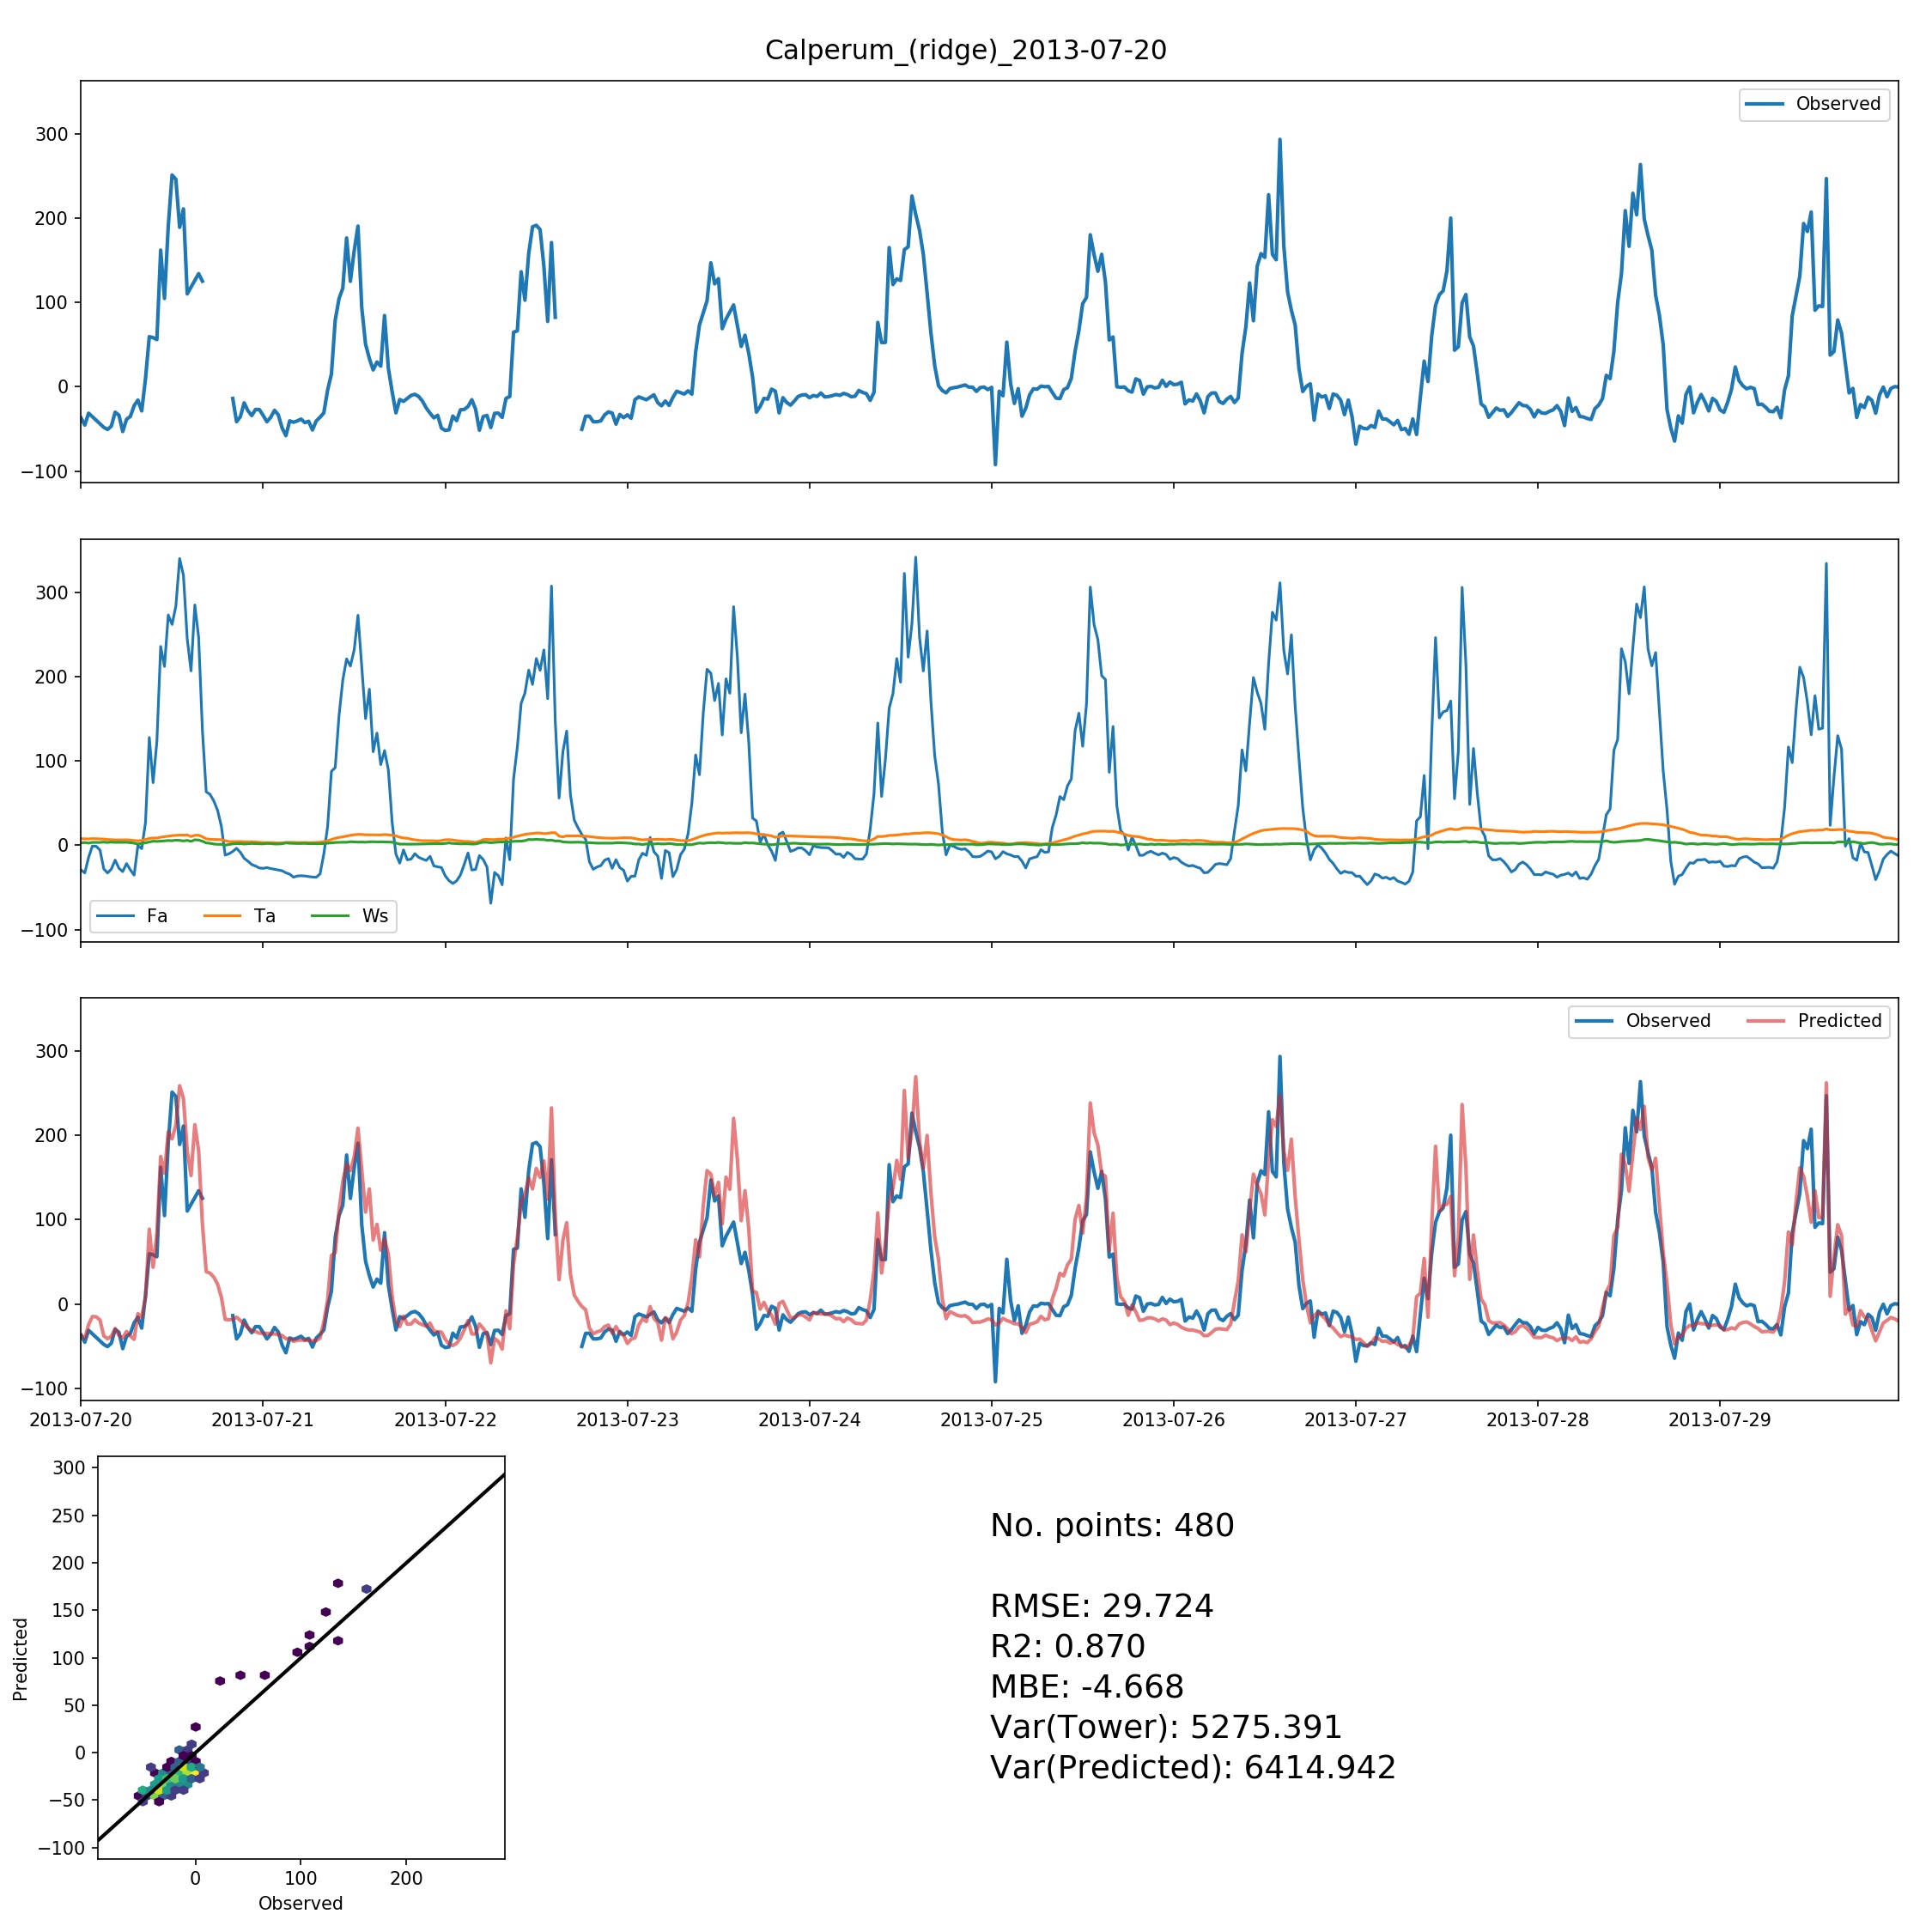 Calperum_(ridge)_2013-07-20
Observed
300
200
100
0
−100
300
200
100
0
−100
Fa Ta Ws
Observed Predicted
300
200
100
0
−100
2013-07-20 2013-07-21 2013-07-22 2013-07-23 2013-07-24 2013-07-25 2013-07-26 2013-07-27 2013-07-28 2013-07-29
300
250
200
150
100
50
0
−50
−100
Predicted
0 100 200
Observed
No. points: 480
RMSE: 29.724
R2: 0.870
MBE: -4.668
Var(Tower): 5275.391
Var(Predicted): 6414.942